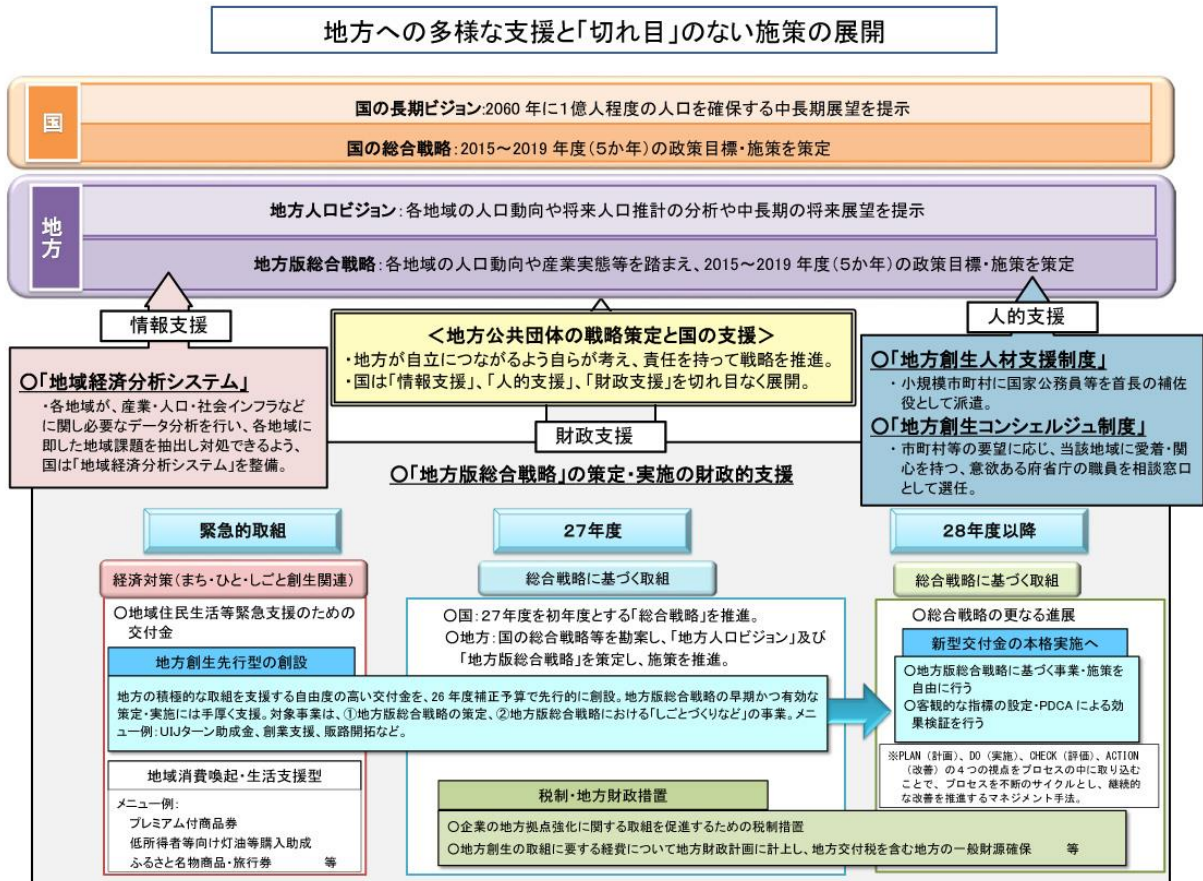 地方への多様な支援と「切れ目」のない施策の展開
国
国の長期ビジョン:2060年に1億人程度の人口を確保する中長期展望を提示
国の総合戦略:2015~2019年度(5か年)の政策目標・施策を策定
地方
地方人口ビジョン:各地域の人口動向や将来人口推計の分析や中長期の将来展望を提示
地方版総合戦略:各地域の人口動向や産業実態等を踏まえ、2015~2019年度(5か年)の政策目標・施策を策定
情報支援
○「地域経済分析システム」
・各地域が、産業・人口・社会インフラなど
に関し必要なデータ分析を行い、各地域に
即した地域課題を抽出し対処できるよう、
国は「地域経済分析システム」を整備。
<地方公共団体の戦略策定と国の支援>
・地方が自立につながるよう自らが考え、責任を持って戦略を推進。
・国は「情報支援」、「人的支援」、「財政支援」を切れ目なく展開。
人的支援
○「地方創生人材支援制度」
・小規模市町村に国家公務員等を首長の補佐
役として派遣。
○「地方創生コンシェルジュ制度」
・市町村等の要望に応じ、当該地域に愛着・関
心を持つ、意欲ある府省庁の職員を相談窓口
として選任。
財政支援
○「地方版総合戦略」の策定・実施の財政的支援
緊急的取組
経済対策(まち・ひと・しごと創生関連)
○地域住民生活等緊急支援のための
交付金
地方創生先行型の創設
地方の積極的な取組を支援する自由度の高い交付金を、26年度補正予算で先行的に創設。地方版総合戦略の早期かつ有効な
策定・実施には手厚く支援。対象事業は、①地方版総合戦略の策定、②地方版総合戦略における「しごとづくりなど」の事業。メニ
ュー例:UIJターン助成金、創業支援、販路開拓など。
地域消費喚起・生活支援型
メニュー例:
プレミアム付商品券
低所得者等向け灯油等購入助成
ふるさと名物商品・旅行券 等
27年度
総合戦略に基づく取組
○国:27年度を初年度とする「総合戦略」を推進。
○地方:国の総合戦略等を勘案し、「地方人口ビジョン」及び
「地方版総合戦略」を策定し、施策を推進。
28年度以降
総合戦略に基づく取組
○総合戦略の更なる進展
新型交付金の本格実施へ
○地方版総合戦略に基づく事業・施策を
自由に行う
○客観的な指標の設定・PDCAによる効
果検証を行う
※PLAN(計画)、DO(実施)、CHECK(評価)、ACTION
(改善)の4つの視点をプロセスの中に取り込む
ことで、プロセスを不断のサイクルとし、継続的
な改善を推進するマネジメント手法。
税制・地方財政措置
○企業の地方拠点強化に関する取組を促進するための税制措置
○地方創生の取組に要する経費について地方財政計画に計上し、地方交付税を含む地方の一般財源確保 等